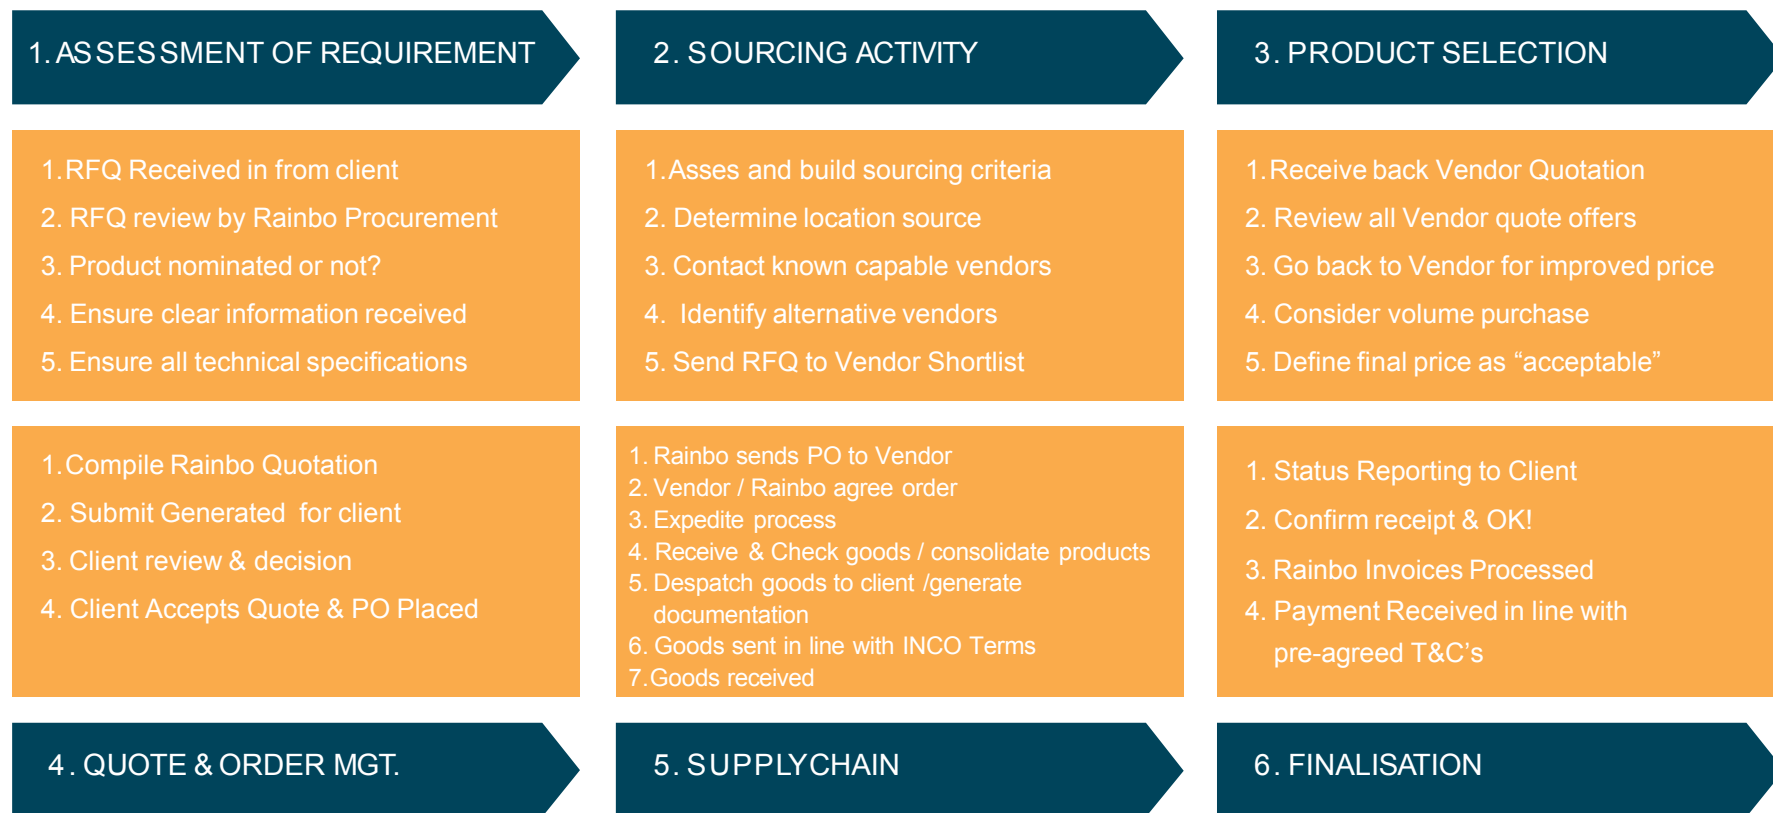 1. ASSESSMENT OF REQUIREMENT
1. RFQ Received in from client
2. RFQ review by Rainbo Procurement
3. Product nominated or not?
4. Ensure clear information received
5. Ensure all technical specifications
2. SOURCING ACTIVITY
1. Asses and build sourcing criteria
2. Determine location source
3. Contact known capable vendors
4. Identify alternative vendors
5. Send RFQ to Vendor Shortlist
3. PRODUCT SELECTION
1. Receive back Vendor Quotation
2. Review all Vendor quote offers
3. Go back to Vendor for improved price
4. Consider volume purchase
5. Define final price as “acceptable”
1. Compile Rainbo Quotation
2. Submit Generated for client
3. Client review & decision
4. Client Accepts Quote & PO Placed
4. QUOTE & ORDER MGT.
1. Rainbo sends PO to Vendor
2. Vendor / Rainbo agree order
3. Expedite process
4. Receive & Check goods / consolidate products
5. Despatch goods to client /generate
documentation
6. Goods sent in line with INCO Terms
7. Goods received
5. SUPPLYCHAIN
1. Status Reporting to Client
2. Confirm receipt & OK!
3. Rainbo Invoices Processed
4. Payment Received in line with
pre-agreed T&C’s
6. FINALISATION